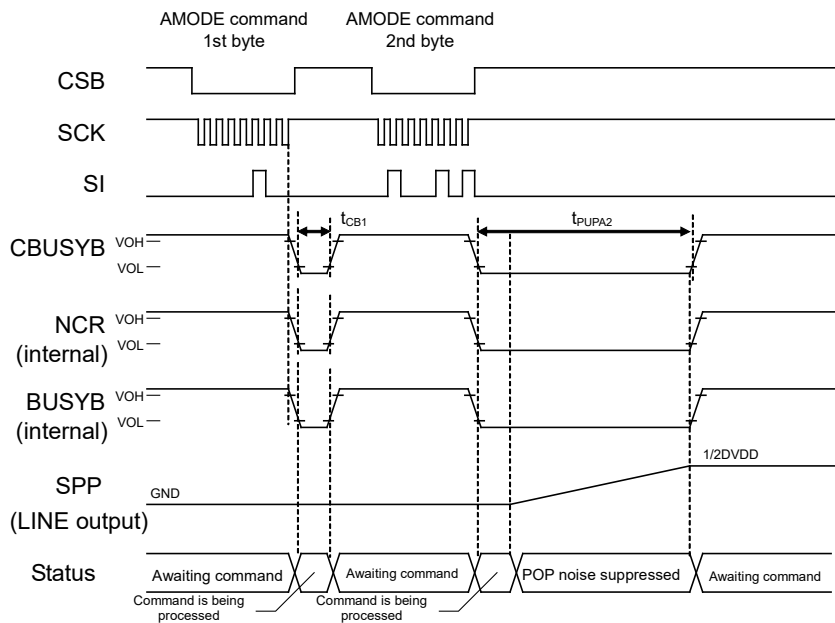 AMODE command
1st byte
AMODE command
2nd byte
CSB
SCK
SI
tCB1
tPUPA2
CBUSYB
VOH
VOL
NCR
(internal)
VOH
VOL
BUSYB
(internal)
VOH
VOL
SPP
(LINE output)
GND
1/2DVDD
Status
Awaiting command
Awaiting command
POP noise suppressed
Awaiting command
Command is being
processed
Command is being
processed